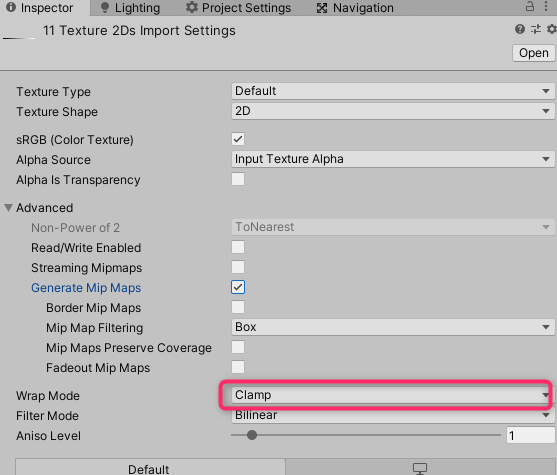 Inspector Lighting Project Settings Navigation
11 Texture 2Ds Import Settings
Open
Texture Type Default
Texture Shape 2D
sRGB (Color Texture)
Alpha Source Input Texture Alpha
Alpha Is Transparency
Advanced
Non-Power of 2 ToNearest
Read/Write Enabled
Streaming Mipmaps
Generate Mip Maps
Border Mip Maps
Mip Map Filtering Box
Mip Maps Preserve Coverage
Fadeout Mip Maps
Wrap Mode Clamp
Filter Mode Bilinear
Aniso Level 1
Default